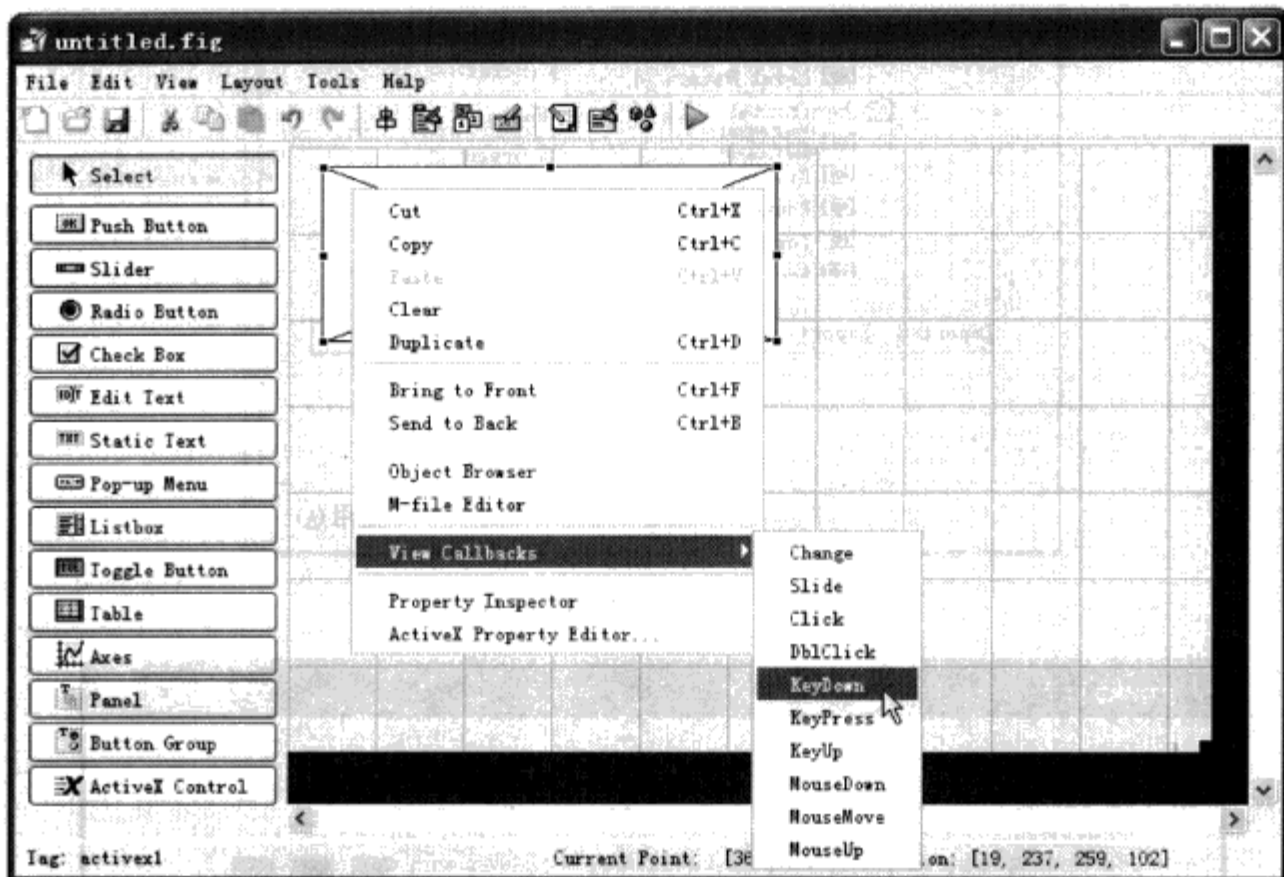 untitled.fig
File Edit View Layout Tools Help
Select
Push Button
Slider
Radio Button
Check Box
Edit Text
Static Text
Pop-up Menu
Listbox
Toggle Button
Table
Axes
Panel
Button Group
ActiveX Control
Cut Ctrl+X
Copy Ctrl+C
Paste Ctrl+V
Clear
Duplicate Ctrl+D
Bring to Front Ctrl+F
Send to Back Ctrl+B
Object Browser
M-file Editor
View Callbacks
Property Inspector
ActiveX Property Editor...
Change
Slide
Click
DblClick
KeyDown
KeyPress
KeyUp
MouseDown
MouseMove
MouseUp
Tag: activex1
Current Point: [36
on: [19, 237, 259, 102]